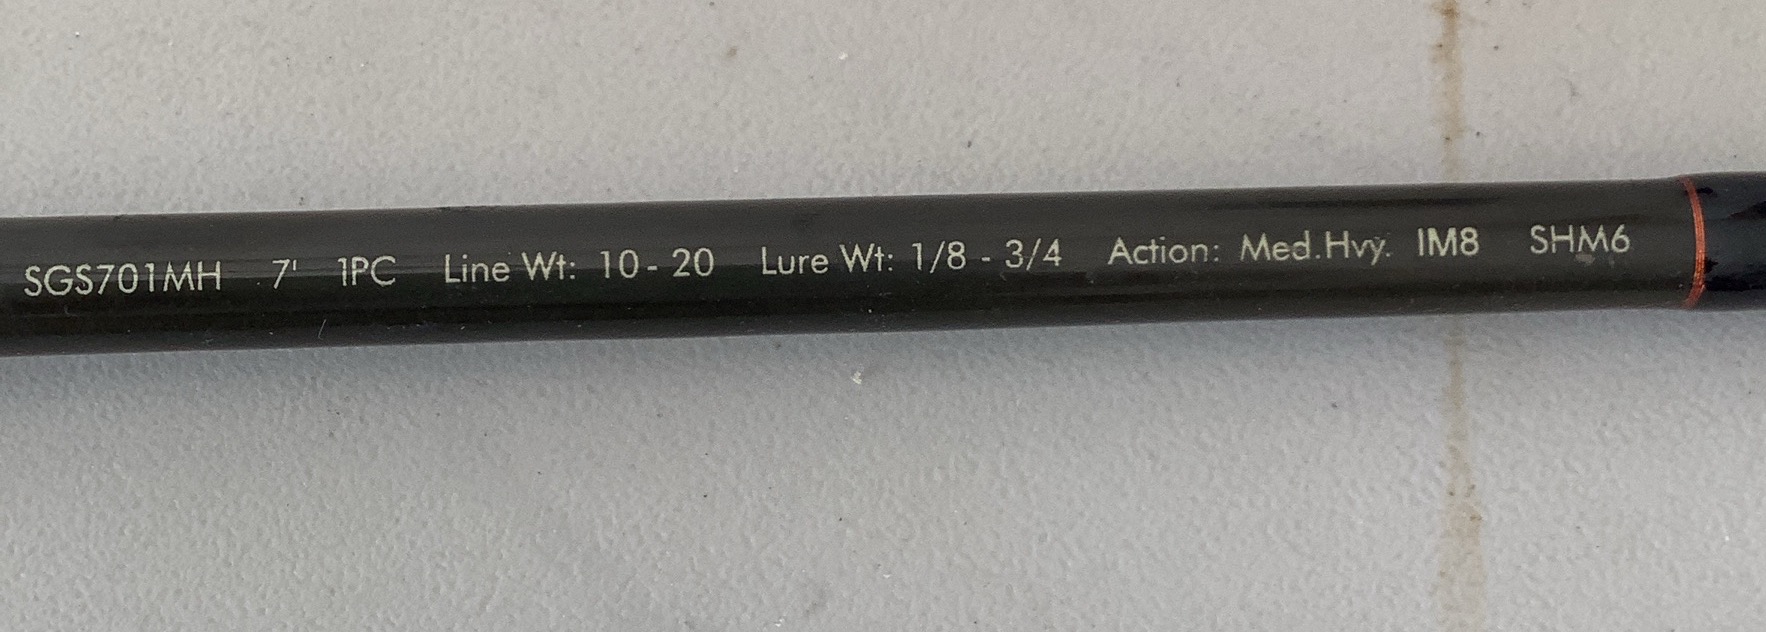 SGS701MH 7' 1PC Line Wt: 10 - 20 Lure Wt: 1/8 - 3/4 Action: Med.Hvy. IM8 SHM6